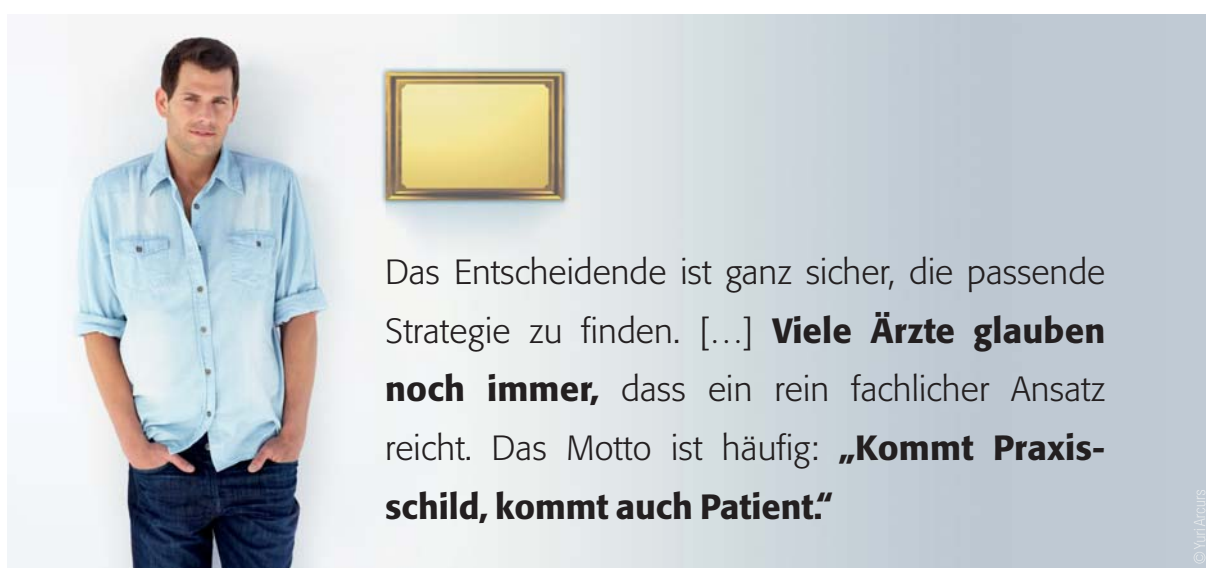 Das Entscheidende ist ganz sicher, die passende
Strategie zu finden. […] Viele Ärzte glauben
noch immer, dass ein rein fachlicher Ansatz
reicht. Das Motto ist häufig: „Kommt Praxis-
schild, kommt auch Patient.“
© Yuri Arcurs